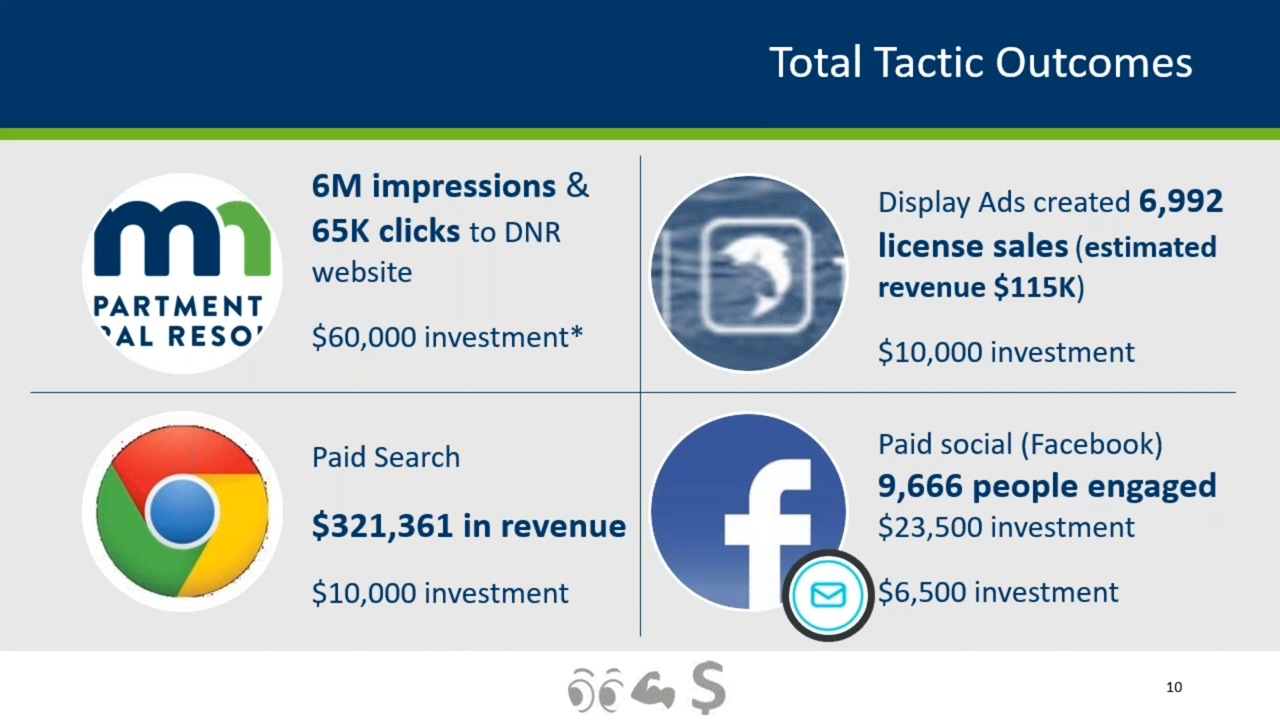 Total Tactic Outcomes
6M impressions &
65K clicks to DNR
website
$60,000 investment*
mn
PARTMENT
RAL RESO
Display Ads created 6,992
license sales (estimated
revenue $115K)
$10,000 investment
Paid Search
$321,361 in revenue
$10,000 investment
Paid social (Facebook)
9,666 people engaged
$23,500 investment
$6,500 investment
f
$
10